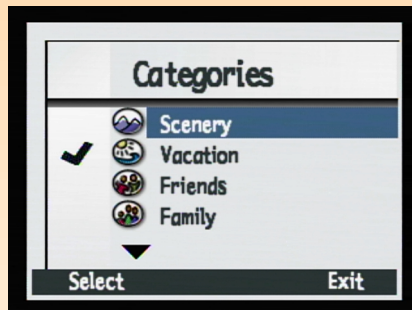 Categories
Scenery
Vacation
Friends
Family
Select Exit